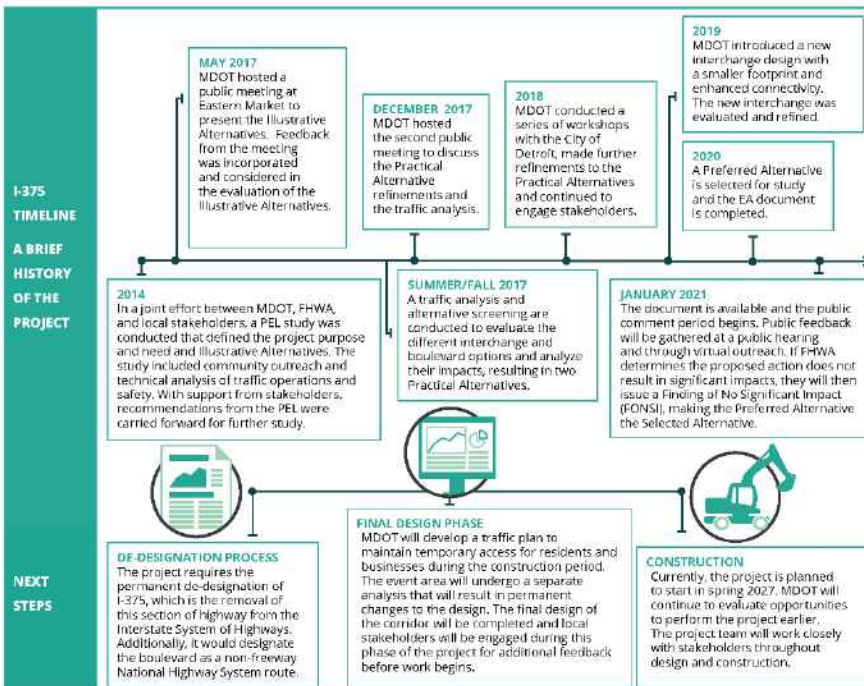 I-375
TIMELINE
A BRIEF
HISTORY
OF THE
PROJECT
MAY 2017
MDOT hosted a
public meeting at
Eastern Market to
present the Illustrative
Alternatives. Feedback
from the meeting
was incorporated
and considered in
the evaluation of the
Illustrative Alternatives.
DECEMBER 2017
MDOT hosted
the second public
meeting to discuss
the Practical
Alternative
refinements and
the traffic analysis.
2018
MDOT conducted a
series of workshops
with the City of
Detroit, made further
refinements to the
Practical Alternatives
and continued to
engage stakeholders.
2019
MDOT introduced a new
interchange design with
a smaller footprint and
enhanced connectivity.
The new interchange was
evaluated and refined.
2020
A Preferred Alternative
is selected for study
and the EA document
is completed.
2014
In a joint effort between MDOT, FHWA,
and local stakeholders, a PEL study was
conducted that defined the project purpose
and need and Illustrative Alternatives. The
study included community outreach and
technical analysis of traffic operations and
safety. With support from stakeholders,
recommendations from the PEL were
carried forward for further study.
SUMMER/FALL 2017
A traffic analysis and
alternative screening are
conducted to evaluate the
different interchange and
boulevard options and analyze
their impacts, resulting in two
Practical Alternatives.
JANUARY 2021
The document is available and the public
comment period begins. Public feedback
will be gathered at a public hearing
and through virtual outreach. If FHWA
determines the proposed action does not
result in significant impacts, they will then
issue a Finding of No Significant Impact
(FONSI), making the Preferred Alternative
the Selected Alternative.
NEXT
STEPS
DE-DESIGNATION PROCESS
The project requires the
permanent de-designation of
I-375, which is the removal of
this section of highway from the
Interstate System of Highways.
Additionally, it would designate
the boulevard as a non-freeway
National Highway System route.
FINAL DESIGN PHASE
MDOT will develop a traffic plan to
maintain temporary access for residents and
businesses during the construction period.
The event area will undergo a separate
analysis that will result in permanent
changes to the design. The final design of
the corridor will be completed and local
stakeholders will be engaged during this
phase of the project for additional feedback
before work begins.
CONSTRUCTION
Currently, the project is planned
to start in spring 2027. MDOT will
continue to evaluate opportunities
to perform the project earlier.
The project team will work closely
with stakeholders throughout
design and construction.